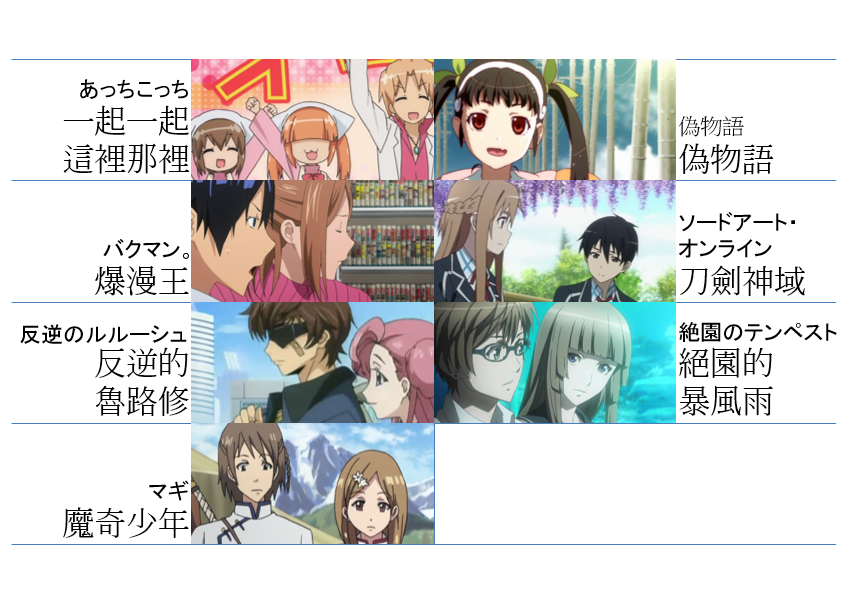 あっちこっち
一起一起
這裡那裡
偽物語
偽物語
バクマン。
爆漫王
ソードアート・
オンライン
刀劍神域
反逆のルルーシュ
反逆的
魯路修
絶園のテンペスト
絕園的
暴風雨
マギ
魔奇少年